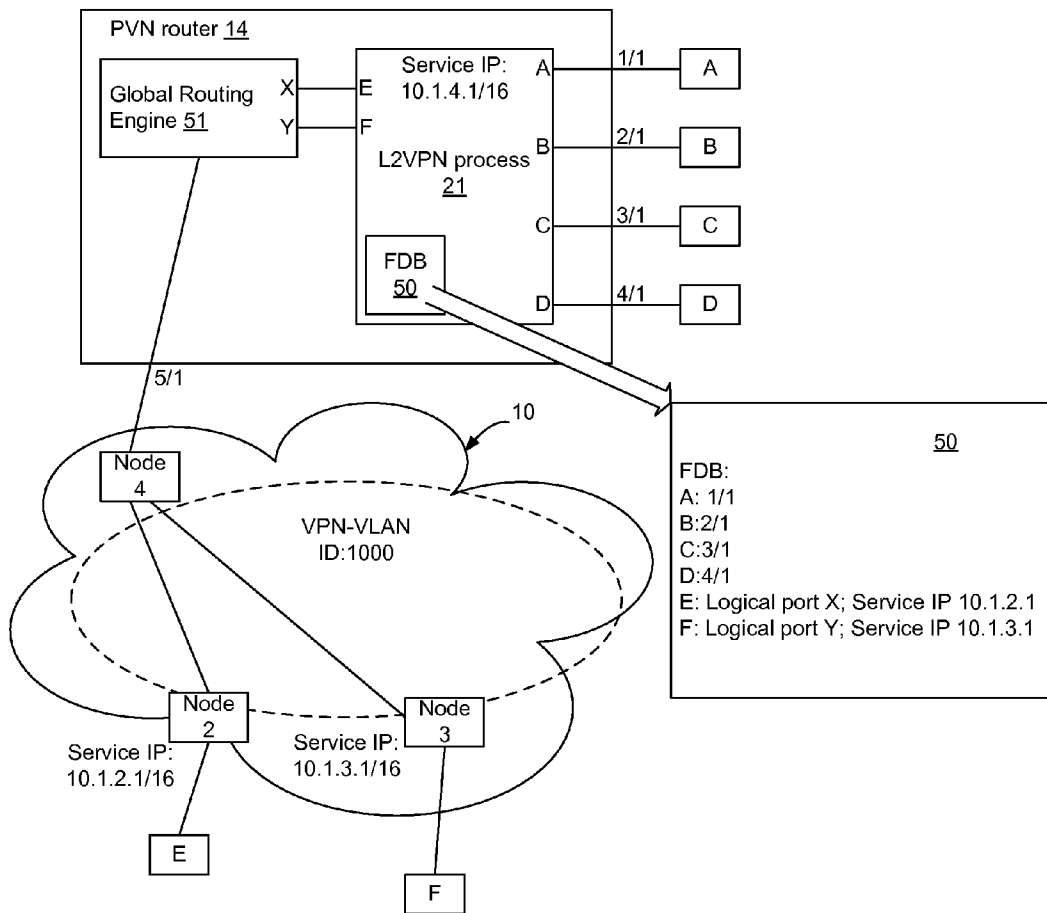 PVN router 14
Global Routing
Engine 51
X
Y
E
F
Service IP:
10.1.4.1/16
L2VPN process
21
FDB
50
A
B
C
D
1/1
2/1
3/1
4/1
A
B
C
D
5/1
10
Node
4
VPN-VLAN
ID:1000
Node
2
Service IP:
10.1.2.1/16
Node
3
Service IP:
10.1.3.1/16
E
F
50
FDB:
A: 1/1
B:2/1
C:3/1
D:4/1
E: Logical port X; Service IP 10.1.2.1
F: Logical port Y; Service IP 10.1.3.1